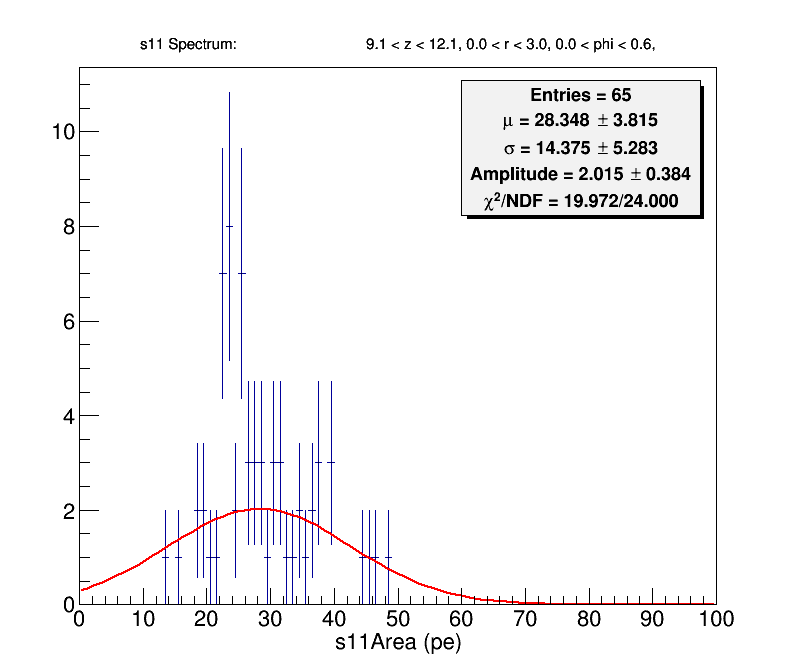 s11 Spectrum: 9.1 < z < 12.1, 0.0 < r < 3.0, 0.0 < phi < 0.6,
Entries = 65
μ = 28.348 ± 3.815
σ = 14.375 ± 5.283
Amplitude = 2.015 ± 0.384
χ²/NDF = 19.972/24.000
10
8
6
4
2
0
0 10 20 30 40 50 60 70 80 90 100
s11Area (pe)